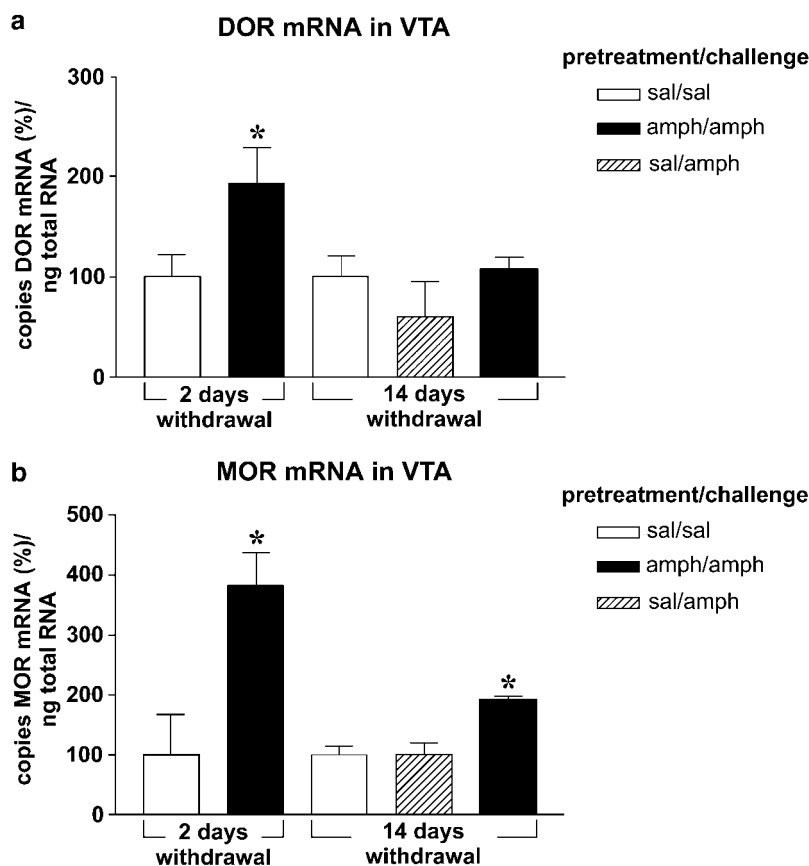 a
DOR mRNA in VTA
pretreatment/challenge
sal/sal
amph/amph
sal/amph
copies DOR mRNA (%)/
ng total RNA
300
200
100
0
*
2 days
withdrawal
14 days
withdrawal
b
MOR mRNA in VTA
pretreatment/challenge
sal/sal
amph/amph
sal/amph
copies MOR mRNA (%)/
ng total RNA
500
400
300
200
100
0
*
*
2 days
withdrawal
14 days
withdrawal